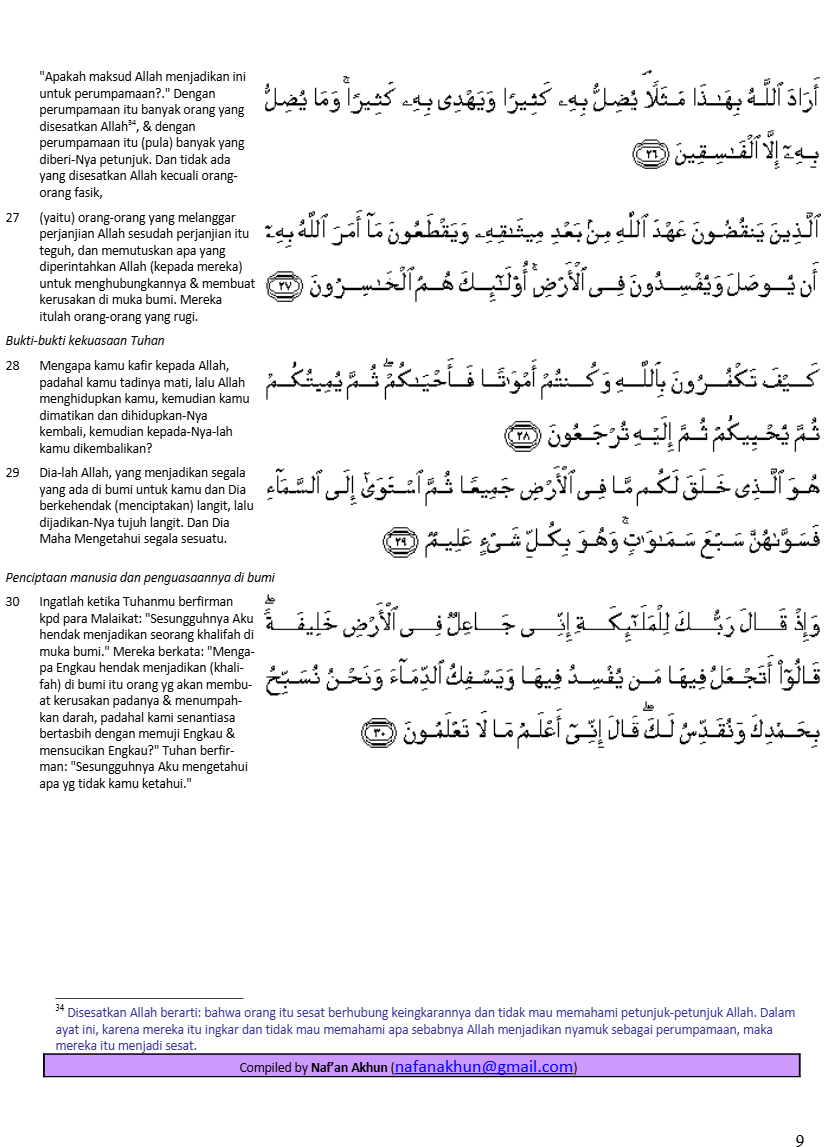 "Apakah maksud Allah menjadikan ini
untuk perumpamaan?." Dengan
perumpamaan itu banyak orang yang
disesatkan Allah³⁴, & dengan
perumpamaan itu (pula) banyak yang
diberi-Nya petunjuk. Dan tidak ada
yang disesatkan Allah kecuali orang-
orang fasik,
أَرَادَ ٱللَّهُ بِهَـٰذَا مَثَلًا ۘ يُضِلُّ بِهِۦ كَثِيرًا وَيَهْدِى بِهِۦ كَثِيرًا ۚ وَمَا يُضِلُّ
بِهِۦٓ إِلَّا ٱلْفَـٰسِقِينَ ٢٦
27 (yaitu) orang-orang yang melanggar
perjanjian Allah sesudah perjanjian itu
teguh, dan memutuskan apa yang
diperintahkan Allah (kepada mereka)
untuk menghubungkannya & membuat
kerusakan di muka bumi. Mereka
itulah orang-orang yang rugi.
ٱلَّذِينَ يَنقُضُونَ عَهْدَ ٱللَّهِ مِنۢ بَعْدِ مِيثَـٰقِهِۦ وَيَقْطَعُونَ مَآ أَمَرَ ٱللَّهُ بِهِۦٓ
أَن يُوصَلَ وَيُفْسِدُونَ فِى ٱلْأَرْضِ ۚ أُو۟لَـٰٓئِكَ هُمُ ٱلْخَـٰسِرُونَ ٢٧
Bukti-bukti kekuasaan Tuhan
28 Mengapa kamu kafir kepada Allah,
padahal kamu tadinya mati, lalu Allah
menghidupkan kamu, kemudian kamu
dimatikan dan dihidupkan-Nya
kembali, kemudian kepada-Nya-lah
kamu dikembalikan?
كَيْفَ تَكْفُرُونَ بِٱللَّهِ وَكُنتُمْ أَمْوَٰتًا فَأَحْيَـٰكُمْ ۖ ثُمَّ يُمِيتُكُمْ
ثُمَّ يُحْيِيكُمْ ثُمَّ إِلَيْهِ تُرْجَعُونَ ٢٨
29 Dia-lah Allah, yang menjadikan segala
yang ada di bumi untuk kamu dan Dia
berkehendak (menciptakan) langit, lalu
dijadikan-Nya tujuh langit. Dan Dia
Maha Mengetahui segala sesuatu.
هُوَ ٱلَّذِى خَلَقَ لَكُم مَّا فِى ٱلْأَرْضِ جَمِيعًا ثُمَّ ٱسْتَوَىٰٓ إِلَى ٱلسَّمَآءِ
فَسَوَّىٰهُنَّ سَبْعَ سَمَـٰوَٰتٍ ۚ وَهُوَ بِكُلِّ شَىْءٍ عَلِيمٌ ٢٩
Penciptaan manusia dan penguasaannya di bumi
30 Ingatlah ketika Tuhanmu berfirman
kpd para Malaikat: "Sesungguhnya Aku
hendak menjadikan seorang khalifah di
muka bumi." Mereka berkata: "Menga-
pa Engkau hendak menjadikan (khali-
fah) di bumi itu orang yg akan membu-
at kerusakan padanya & menumpah-
kan darah, padahal kami senantiasa
bertasbih dengan memuji Engkau &
mensucikan Engkau?" Tuhan berfir-
man: "Sesungguhnya Aku mengetahui
apa yg tidak kamu ketahui."
وَإِذْ قَالَ رَبُّكَ لِلْمَلَـٰٓئِكَةِ إِنِّى جَاعِلٌ فِى ٱلْأَرْضِ خَلِيفَةً ۖ
قَالُوٓا۟ أَتَجْعَلُ فِيهَا مَن يُفْسِدُ فِيهَا وَيَسْفِكُ ٱلدِّمَآءَ وَنَحْنُ نُسَبِّحُ
بِحَمْدِكَ وَنُقَدِّسُ لَكَ ۖ قَالَ إِنِّىٓ أَعْلَمُ مَا لَا تَعْلَمُونَ ٣٠
³⁴ Disesatkan Allah berarti: bahwa orang itu sesat berhubung keingkarannya dan tidak mau memahami petunjuk-petunjuk Allah. Dalam
ayat ini, karena mereka itu ingkar dan tidak mau memahami apa sebabnya Allah menjadikan nyamuk sebagai perumpamaan, maka
mereka itu menjadi sesat.
Compiled by Naf'an Akhun (nafanakhun@gmail.com)
9